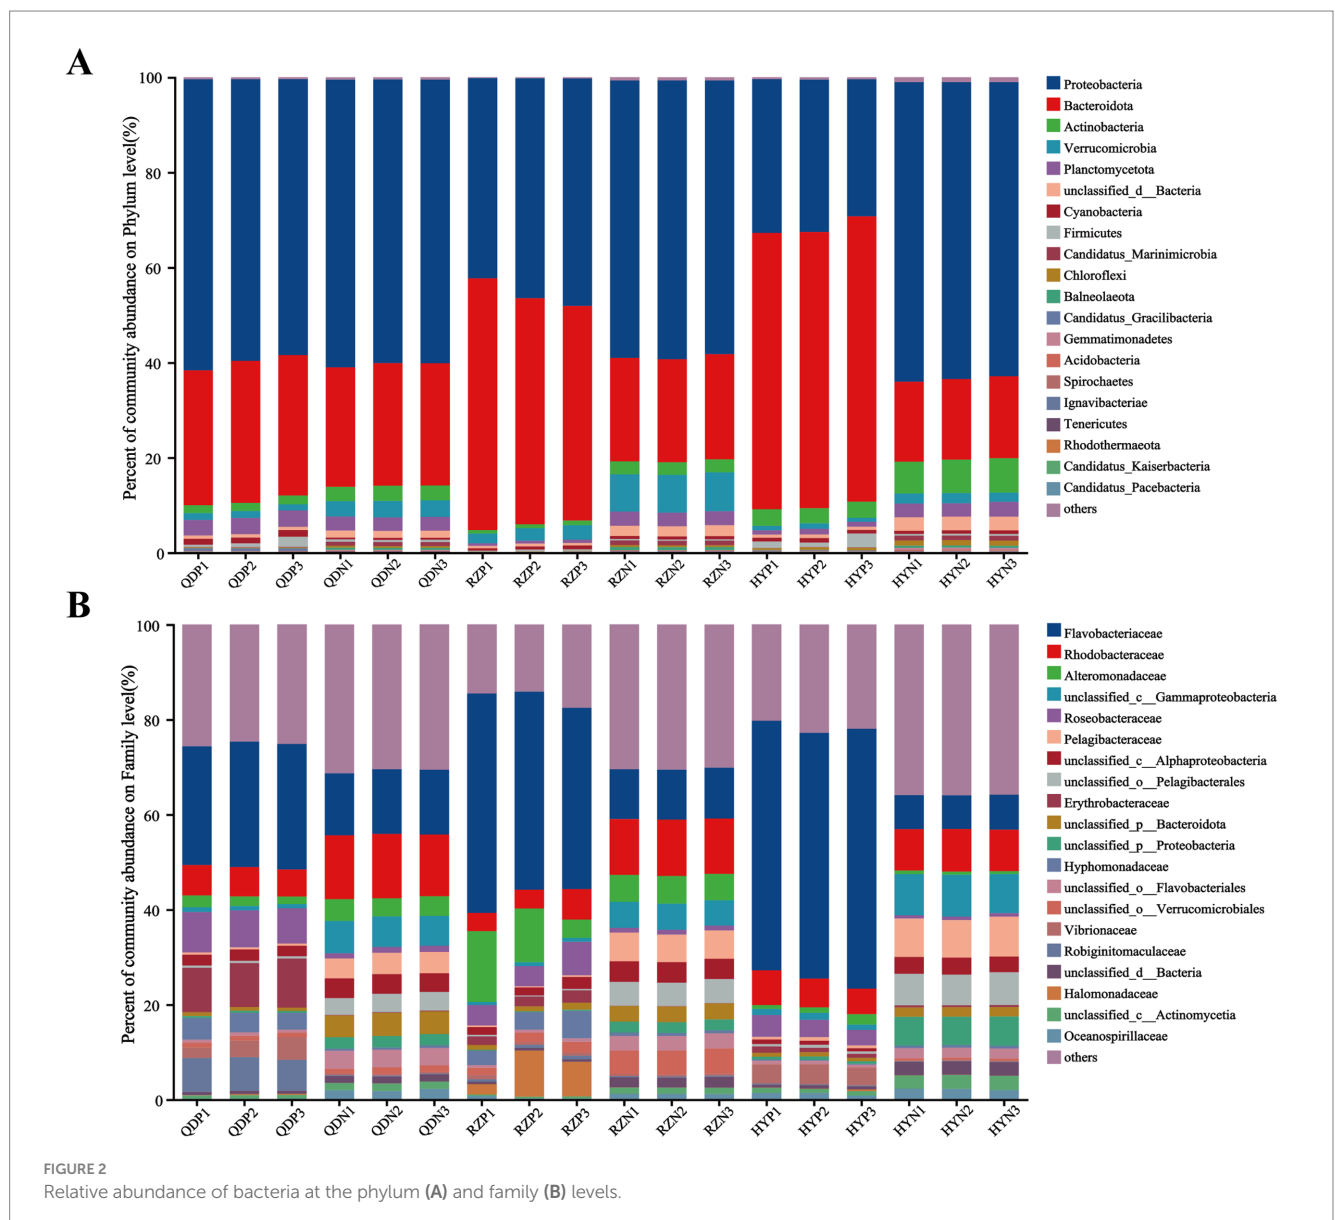 A
Percent of community abundance on Phylum level(%)
100
80
60
40
20
0
QDP1 QDP2 QDP3 QDN1 QDN2 QDN3 RZP1 RZP2 RZP3 RZN1 RZN2 RZN3 HYP1 HYP2 HYP3 HYN1 HYN2 HYN3
Proteobacteria
Bacteroidota
Actinobacteria
Verrucomicrobia
Planctomycetota
unclassified_d__Bacteria
Cyanobacteria
Firmicutes
Candidatus_Marinimicrobia
Chloroflexi
Balneolaeota
Candidatus_Gracilibacteria
Gemmatimonadetes
Acidobacteria
Spirochaetes
Ignavibacteriae
Tenericutes
Rhodothermaeota
Candidatus_Kaiserbacteria
Candidatus_Pacebacteria
others
B
Percent of community abundance on Family level(%)
100
80
60
40
20
0
QDP1 QDP2 QDP3 QDN1 QDN2 QDN3 RZP1 RZP2 RZP3 RZN1 RZN2 RZN3 HYP1 HYP2 HYP3 HYN1 HYN2 HYN3
Flavobacteriaceae
Rhodobacteraceae
Alteromonadaceae
unclassified_c__Gammaproteobacteria
Roseobacteraceae
Pelagibacteraceae
unclassified_c__Alphaproteobacteria
unclassified_o__Pelagibacterales
Erythrobacteraceae
unclassified_p__Bacteroidota
unclassified_p__Proteobacteria
Hyphomonadaceae
unclassified_o__Flavobacteriales
unclassified_o__Verrucomicrobiales
Vibrionaceae
Robiginitomaculaceae
unclassified_d__Bacteria
Halomonadaceae
unclassified_c__Actinomycetia
Oceanospirillaceae
others
FIGURE 2
Relative abundance of bacteria at the phylum (A) and family (B) levels.